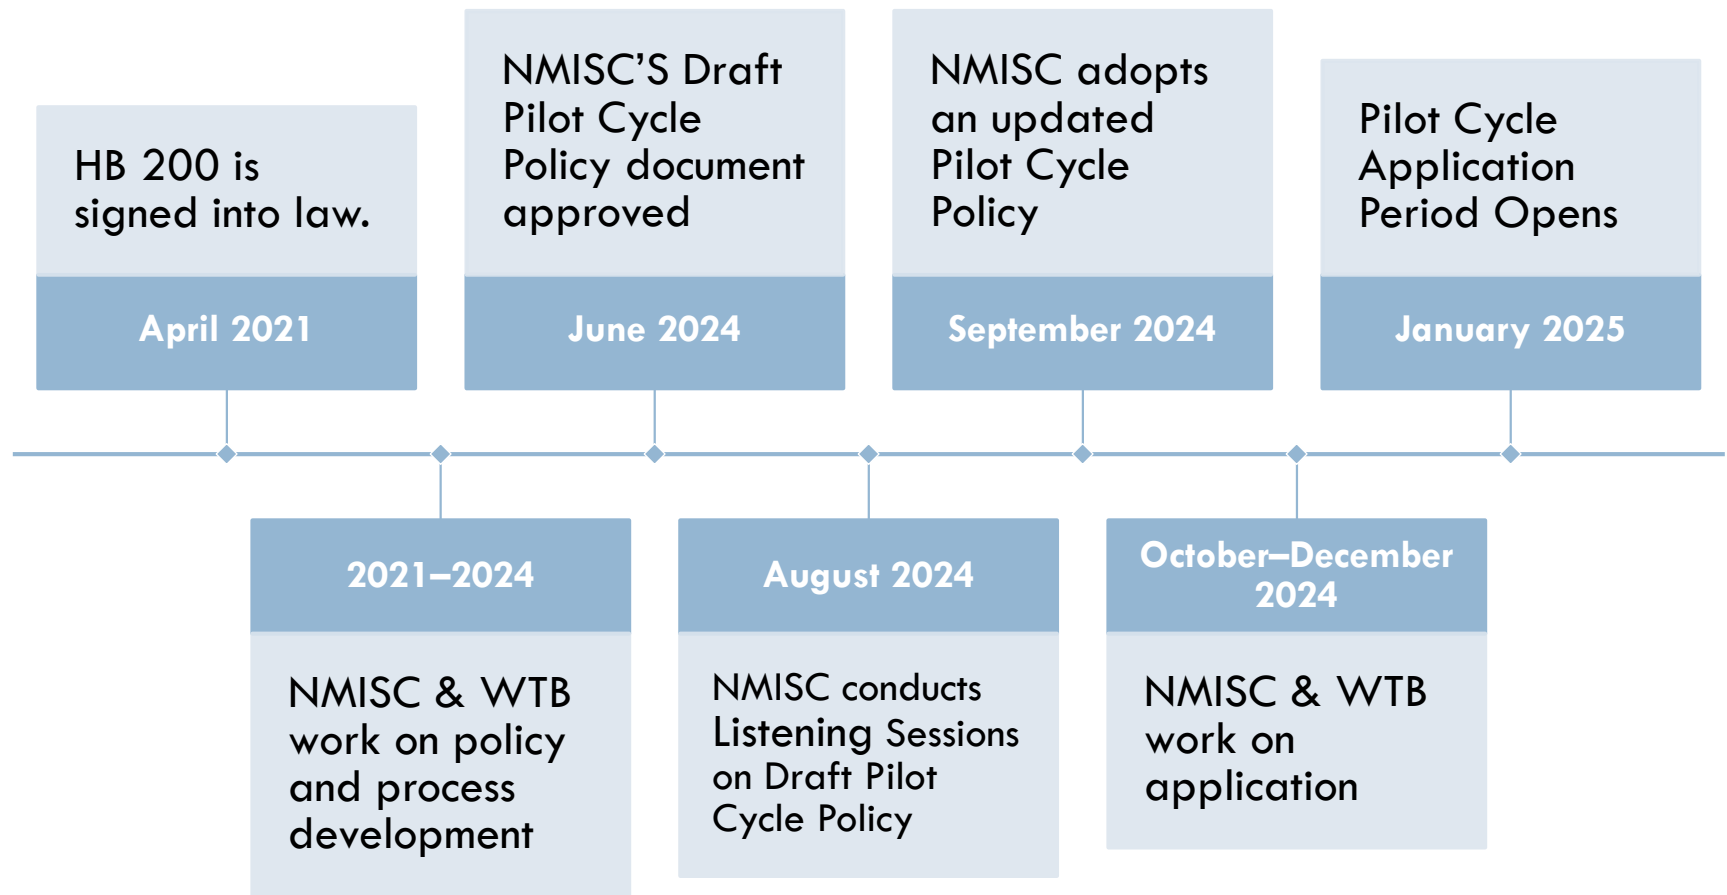 HB 200 is
signed into law.
April 2021
2021–2024
NMISC & WTB
work on policy
and process
development
NMISC’S Draft
Pilot Cycle
Policy document
approved
June 2024
August 2024
NMISC conducts
Listening Sessions
on Draft Pilot
Cycle Policy
NMISC adopts
an updated
Pilot Cycle
Policy
September 2024
October–December
2024
NMISC & WTB
work on
application
Pilot Cycle
Application
Period Opens
January 2025